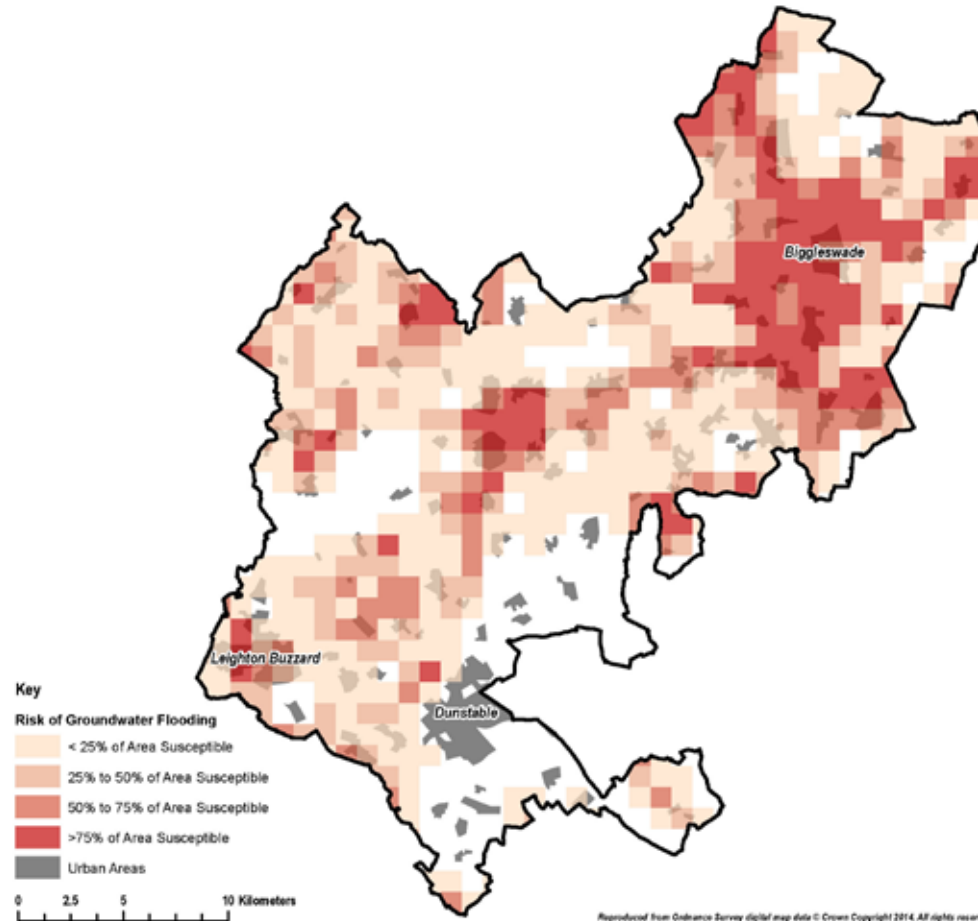 Biggleswade
Leighton Buzzard
Dunstable
Key
Risk of Groundwater Flooding
< 25% of Area Susceptible
25% to 50% of Area Susceptible
50% to 75% of Area Susceptible
>75% of Area Susceptible
Urban Areas
0 2.5 5 10 Kilometers
Reproduced from Ordnance Survey digital map data © Crown Copyright 2014. All rights